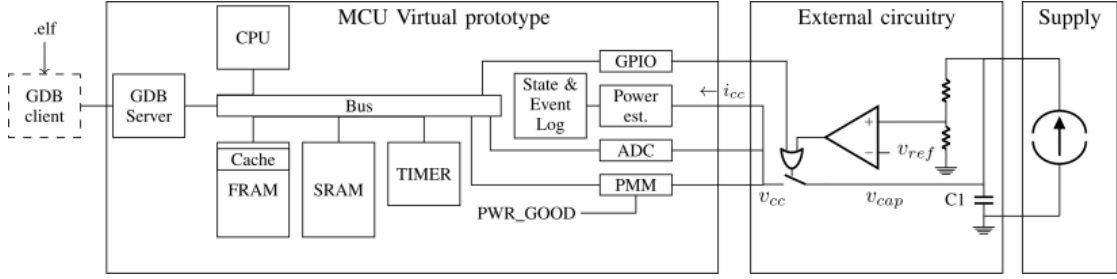 MCU Virtual prototype
External circuitry
Supply
.elf
GDB
client
GDB
Server
CPU
Bus
Cache
FRAM
SRAM
TIMER
State &
Event
Log
GPIO
Power
est.
ADC
PMM
PWR_GOOD
← i_cc
v_cc
+
−
v_ref
v_cap
C1